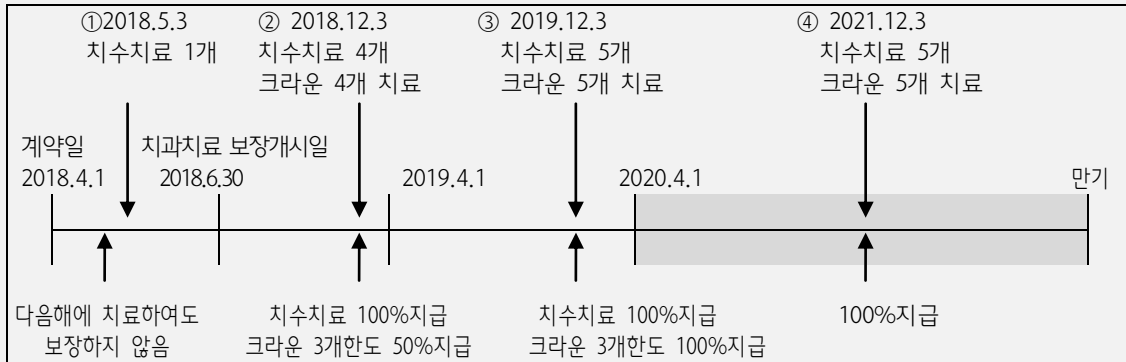 ①2018.5.3 ② 2018.12.3 ③ 2019.12.3 ④ 2021.12.3
치수치료 1개 치수치료 4개 치수치료 5개 치수치료 5개
크라운 4개 치료 크라운 5개 치료 크라운 5개 치료
계약일 치과치료 보장개시일
2018.4.1 2018.6.30 2019.4.1 2020.4.1 만기
다음해에 치료하여도 치수치료 100%지급 치수치료 100%지급 100%지급
보장하지 않음 크라운 3개한도 50%지급 크라운 3개한도 100%지급